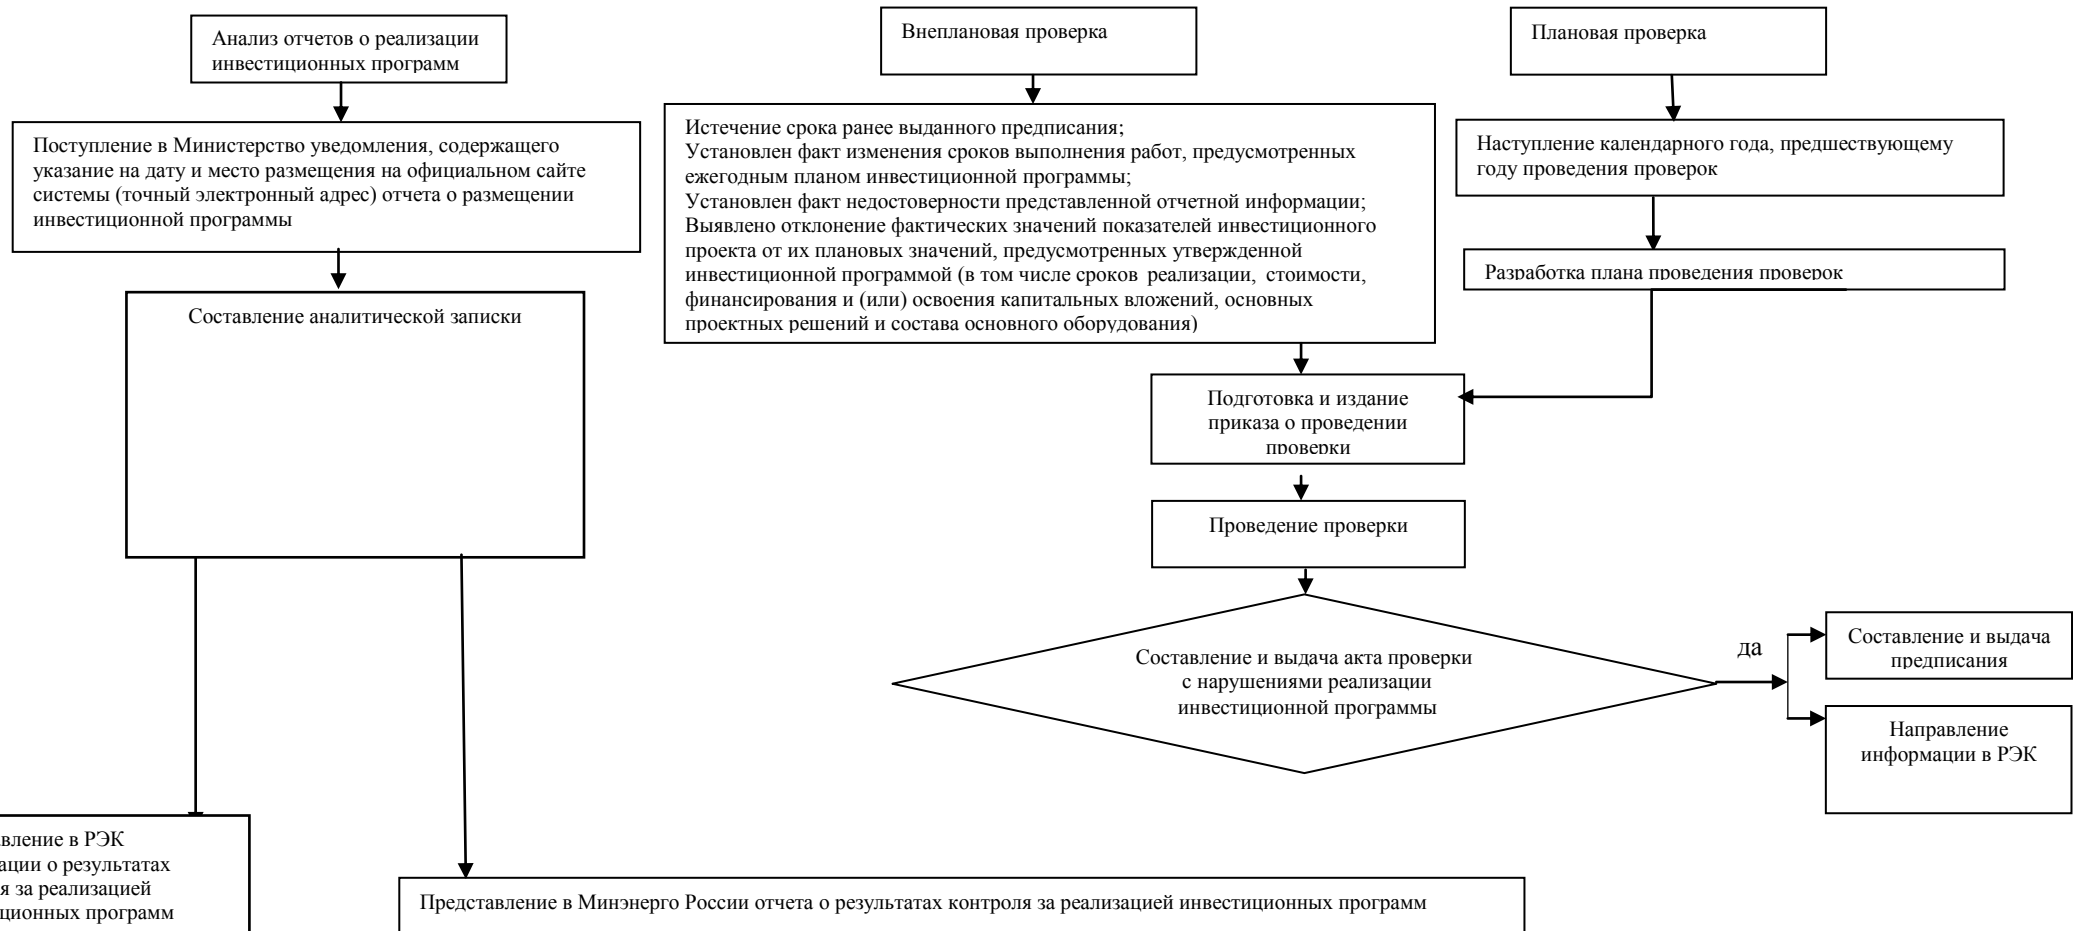 Анализ отчетов о реализации
инвестиционных программ
Поступление в Министерство уведомления, содержащего
указание на дату и место размещения на официальном сайте
системы (точный электронный адрес) отчета о размещении
инвестиционной программы
Составление аналитической записки
Внеплановая проверка
Истечение срока ранее выданного предписания;
Установлен факт изменения сроков выполнения работ, предусмотренных
ежегодным планом инвестиционной программы;
Установлен факт недостоверности представленной отчетной информации;
Выявлено отклонение фактических значений показателей инвестиционного
проекта от их плановых значений, предусмотренных утвержденной
инвестиционной программой (в том числе сроков реализации, стоимости,
финансирования и (или) освоения капитальных вложений, основных
проектных решений и состава основного оборудования)
Плановая проверка
Наступление календарного года, предшествующему
году проведения проверок
Разработка плана проведения проверок
Подготовка и издание
приказа о проведении
проверки
Проведение проверки
Составление и выдача акта проверки
с нарушениями реализации
инвестиционной программы
да
Составление и выдача
предписания
Направление
информации в РЭК
авление в РЭК
ации о результатах
я за реализацией
ционных программ
Представление в Минэнерго России отчета о результатах контроля за реализацией инвестиционных программ